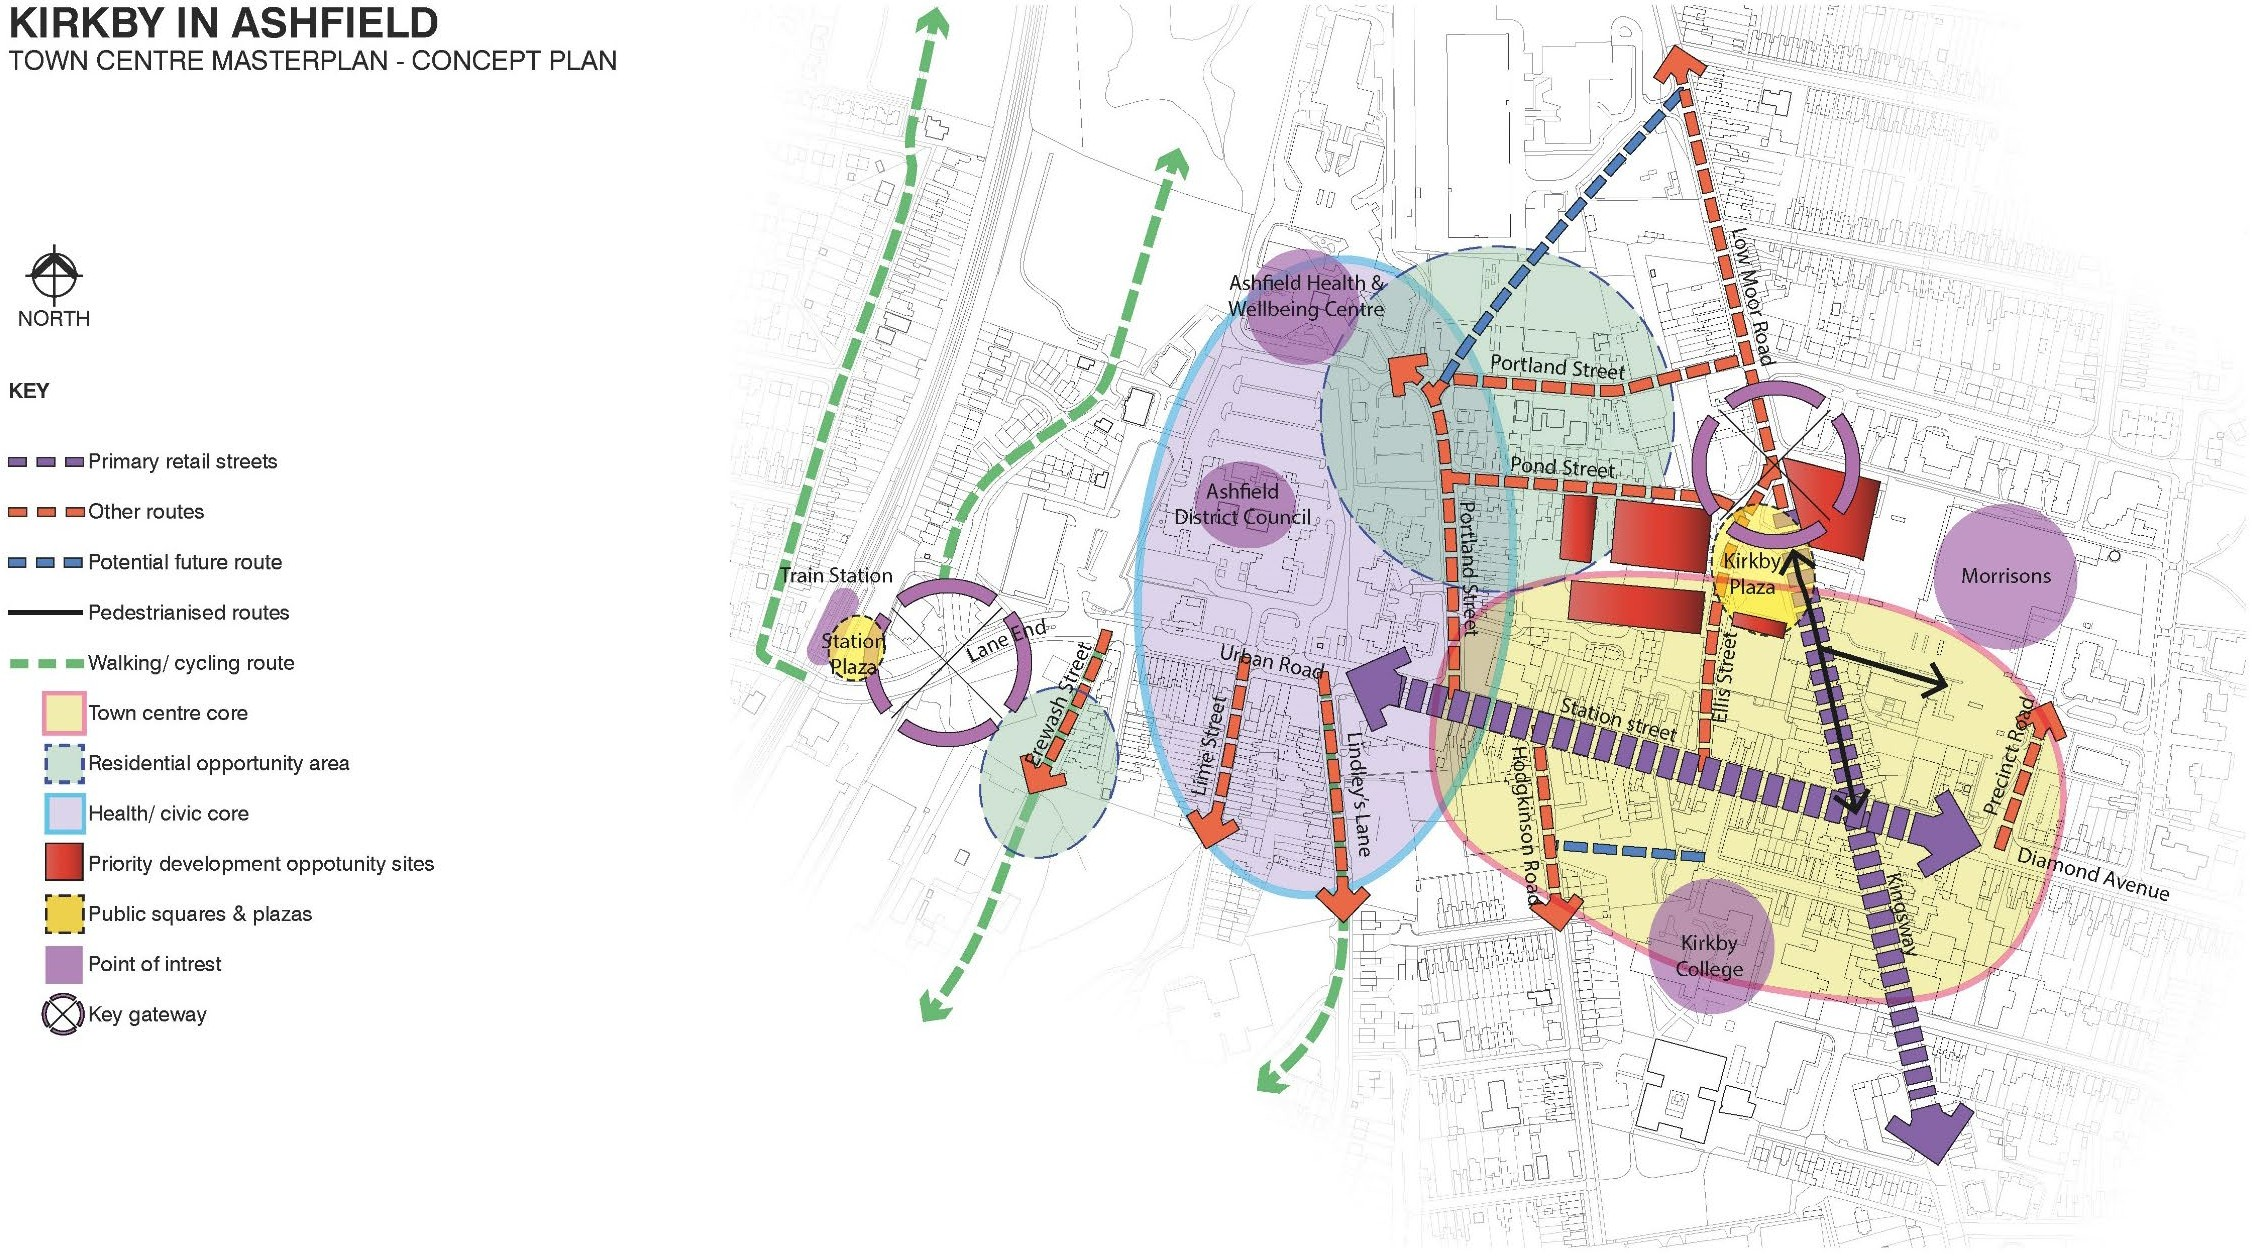 KIRKBY IN ASHFIELD
TOWN CENTRE MASTERPLAN - CONCEPT PLAN
NORTH
KEY
Primary retail streets
Other routes
Potential future route
Pedestrianised routes
Walking/ cycling route
Town centre core
Residential opportunity area
Health/ civic core
Priority development oppotunity sites
Public squares & plazas
Point of intrest
Key gateway
Train Station
Station
Plaza
Lane End
Erewash Street
Ashfield Health &
Wellbeing Centre
Ashfield
District Council
Urban Road
Lime Street
Lindley's Lane
Portland Street
Pond Street
Portland Street
Low Moor Road
Kirkby
Plaza
Ellis Street
Station street
Hodgkinson Road
Morrisons
Precinct Road
Diamond Avenue
Kingsway
Kirkby
College